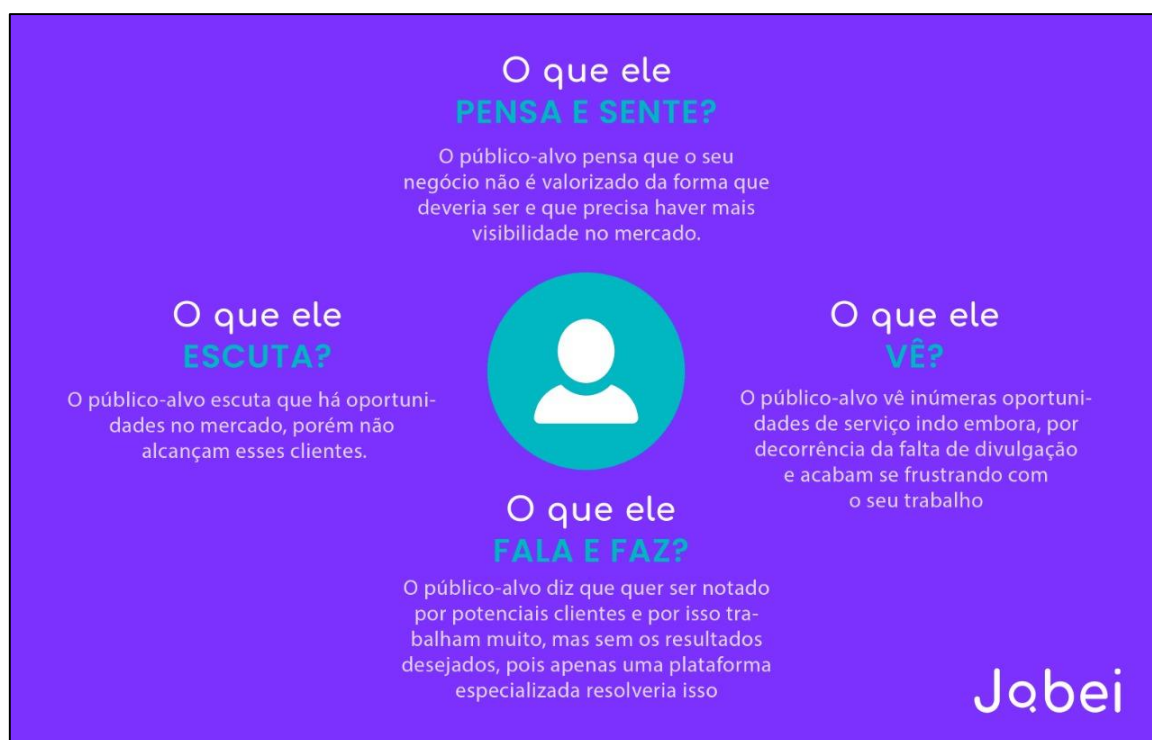 O que ele
PENSA E SENTE?
O público-alvo pensa que o seu
negócio não é valorizado da forma que
deveria ser e que precisa haver mais
visibilidade no mercado.
O que ele
ESCUTA?
O público-alvo escuta que há oportuni-
dades no mercado, porém não
alcançam esses clientes.
O que ele
VÊ?
O público-alvo vê inúmeras oportuni-
dades de serviço indo embora, por
decorrência da falta de divulgação
e acabam se frustrando com
o seu trabalho
O que ele
FALA E FAZ?
O público-alvo diz que quer ser notado
por potenciais clientes e por isso tra-
balham muito, mas sem os resultados
desejados, pois apenas uma plataforma
especializada resolveria isso
Jobei